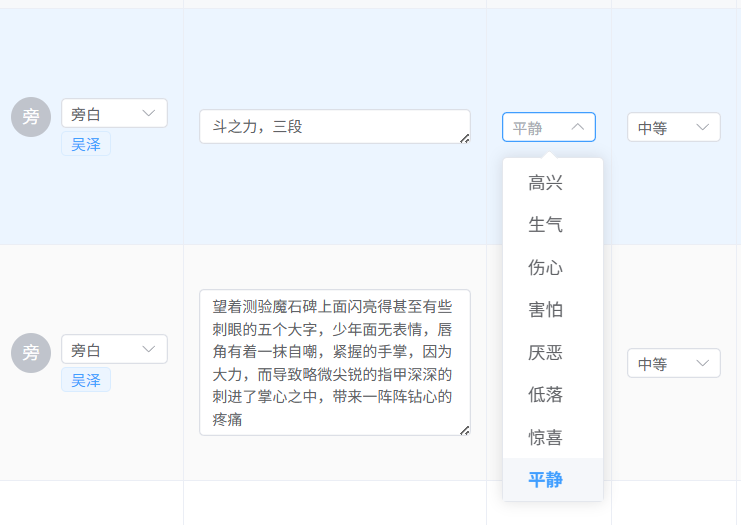 旁
旁白
吴泽
斗之力，三段
平静
中等
高兴
生气
伤心
害怕
厌恶
低落
惊喜
平静
旁
旁白
吴泽
望着测验魔石碑上面闪亮得甚至有些
刺眼的五个大字，少年面无表情，唇
角有着一抹自嘲，紧握的手掌，因为
大力，而导致略微尖锐的指甲深深的
刺进了掌心之中，带来一阵阵钻心的
疼痛
中等